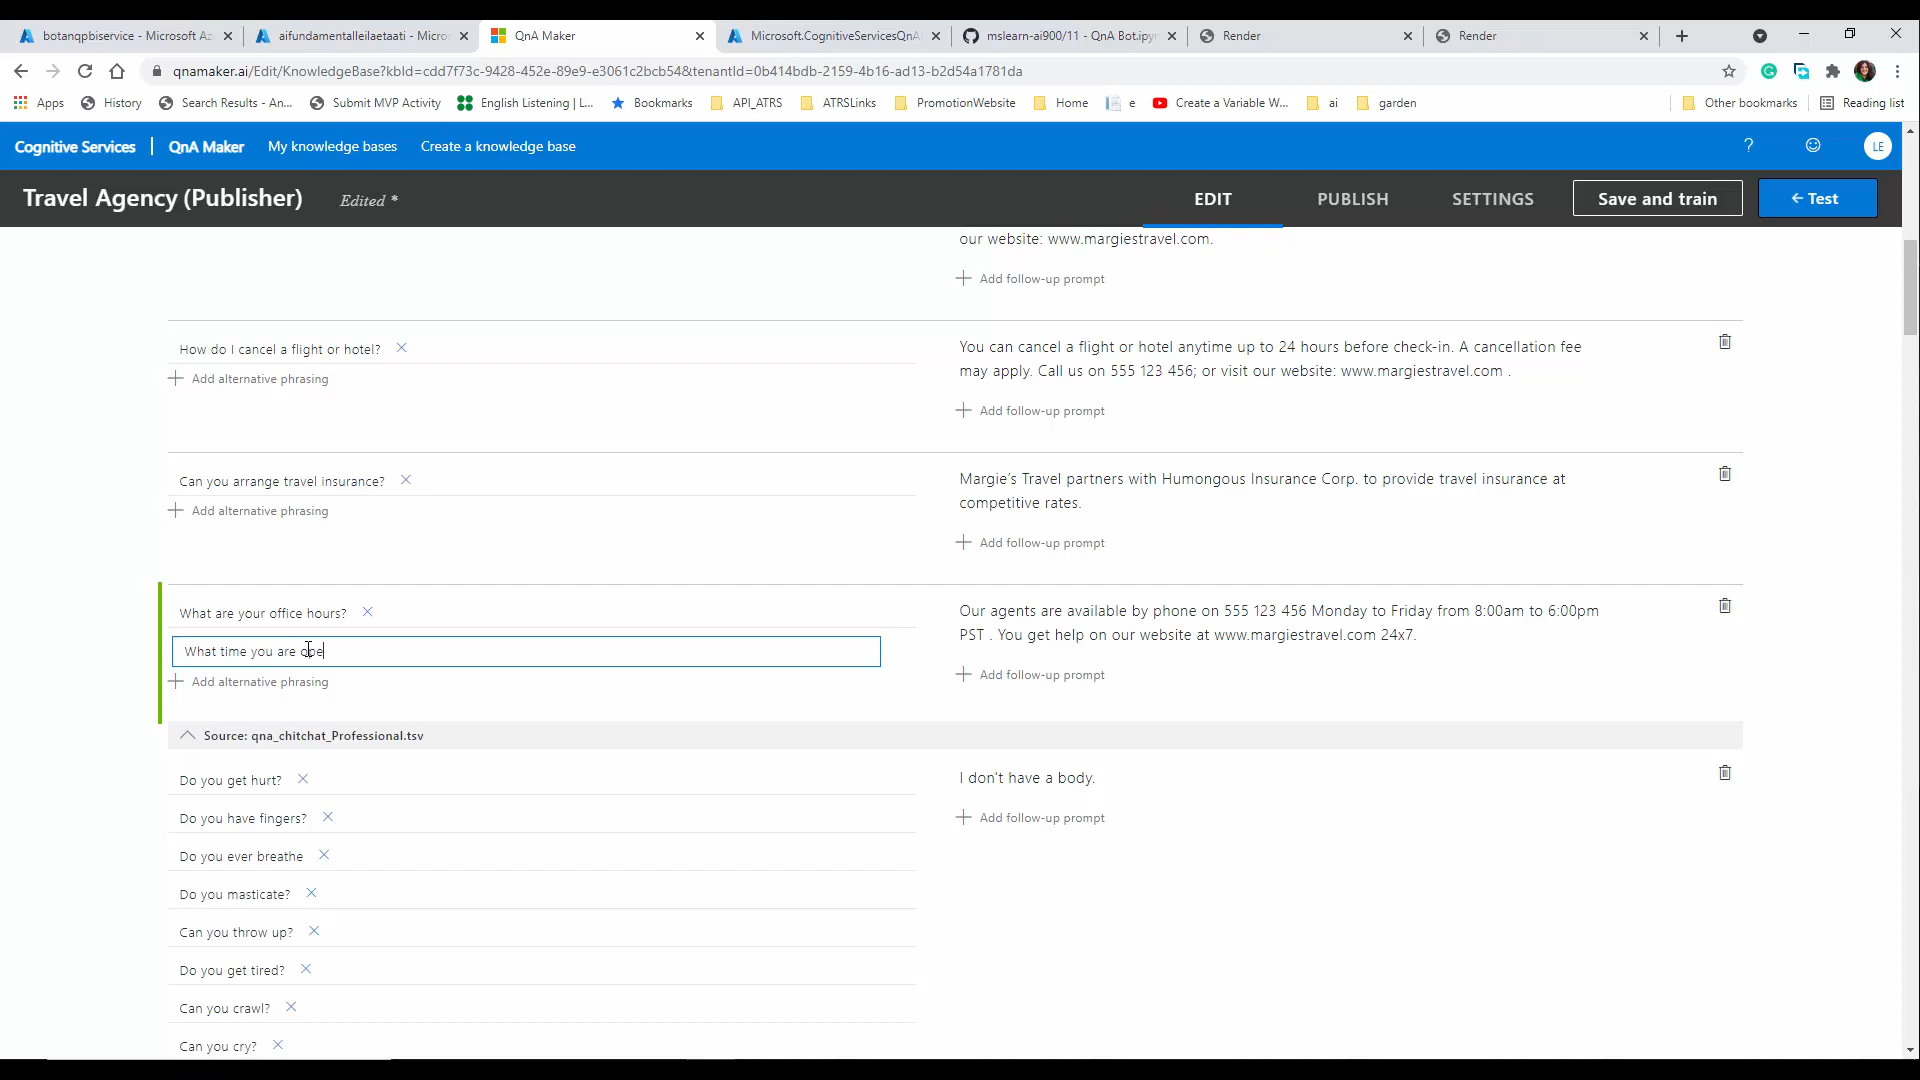 botanqpbiservice - Microsoft Az
aifundamentalleilaetaati - Micros
QnA Maker
Microsoft.CognitiveServicesQnA
mslearn-ai900/11 - QnA Bot.ipyn
Render
Render
qnamaker.ai/Edit/KnowledgeBase?kbId=cdd7f73c-9428-452e-89e9-e3061c2bcb54&tenantId=0b414bdb-2159-4b16-ad13-b2d54a1781da
Apps
History
Search Results - An...
Submit MVP Activity
English Listening | L...
Bookmarks
API_ATRS
ATRSLinks
PromotionWebsite
Home
e
Create a Variable W...
ai
garden
Other bookmarks
Reading list
Cognitive Services
QnA Maker
My knowledge bases
Create a knowledge base
?
LE
Travel Agency (Publisher)
Edited *
EDIT
PUBLISH
SETTINGS
Save and train
← Test
our website: www.margiestravel.com.
Add follow-up prompt
How do I cancel a flight or hotel?
Add alternative phrasing
You can cancel a flight or hotel anytime up to 24 hours before check-in. A cancellation fee
may apply. Call us on 555 123 456; or visit our website: www.margiestravel.com .
Add follow-up prompt
Can you arrange travel insurance?
Add alternative phrasing
Margie’s Travel partners with Humongous Insurance Corp. to provide travel insurance at
competitive rates.
Add follow-up prompt
What are your office hours?
What time you are ope
Add alternative phrasing
Our agents are available by phone on 555 123 456 Monday to Friday from 8:00am to 6:00pm
PST . You get help on our website at www.margiestravel.com 24x7.
Add follow-up prompt
Source: qna_chitchat_Professional.tsv
Do you get hurt?
Do you have fingers?
Do you ever breathe
Do you masticate?
Can you throw up?
Do you get tired?
Can you crawl?
Can you cry?
I don't have a body.
Add follow-up prompt